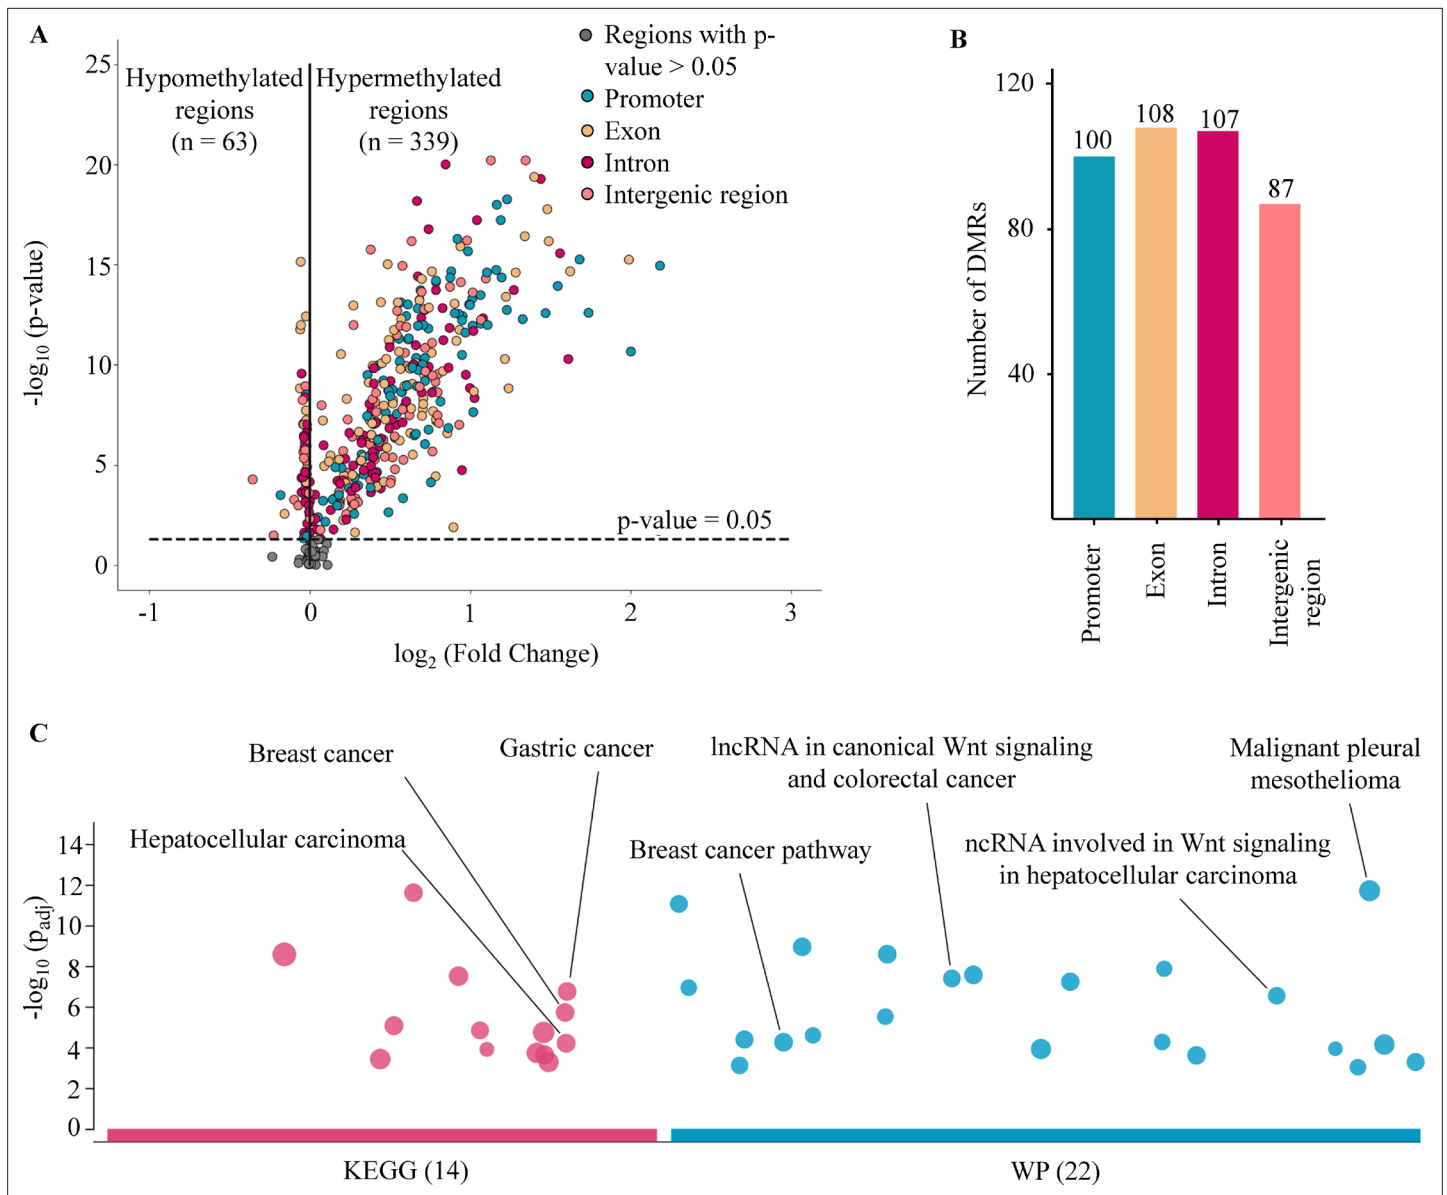 A
Regions with p-
value > 0.05
Promoter
Exon
Intron
Intergenic region
Hypomethylated
regions
(n = 63)
Hypermethylated
regions
(n = 339)
25
20
15
10
5
0
-log10 (p-value)
p-value = 0.05
-1
0
1
2
3
log2 (Fold Change)
B
120
80
40
Number of DMRs
100
108
107
87
Promoter
Exon
Intron
Intergenic
region
C
Breast cancer
Gastric cancer
lncRNA in canonical Wnt signaling
and colorectal cancer
Malignant pleural
mesothelioma
Hepatocellular carcinoma
Breast cancer pathway
ncRNA involved in Wnt signaling
in hepatocellular carcinoma
14
12
10
8
6
4
2
0
-log10 (padj)
KEGG (14)
WP (22)